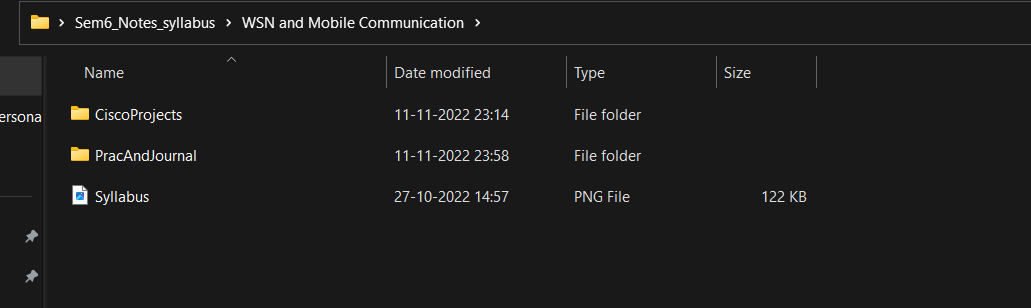 Sem6_Notes_syllabus > WSN and Mobile Communication >
Name Date modified Type Size
CiscoProjects 11-11-2022 23:14 File folder
ersona
PracAndJournal 11-11-2022 23:58 File folder
Syllabus 27-10-2022 14:57 PNG File 122 KB